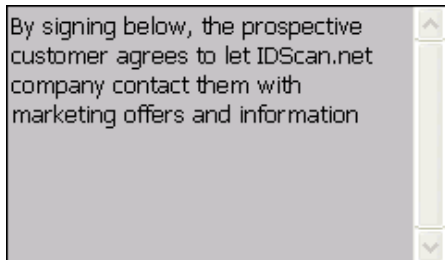 By signing below, the prospective
customer agrees to let IDScan.net
company contact them with
marketing offers and information